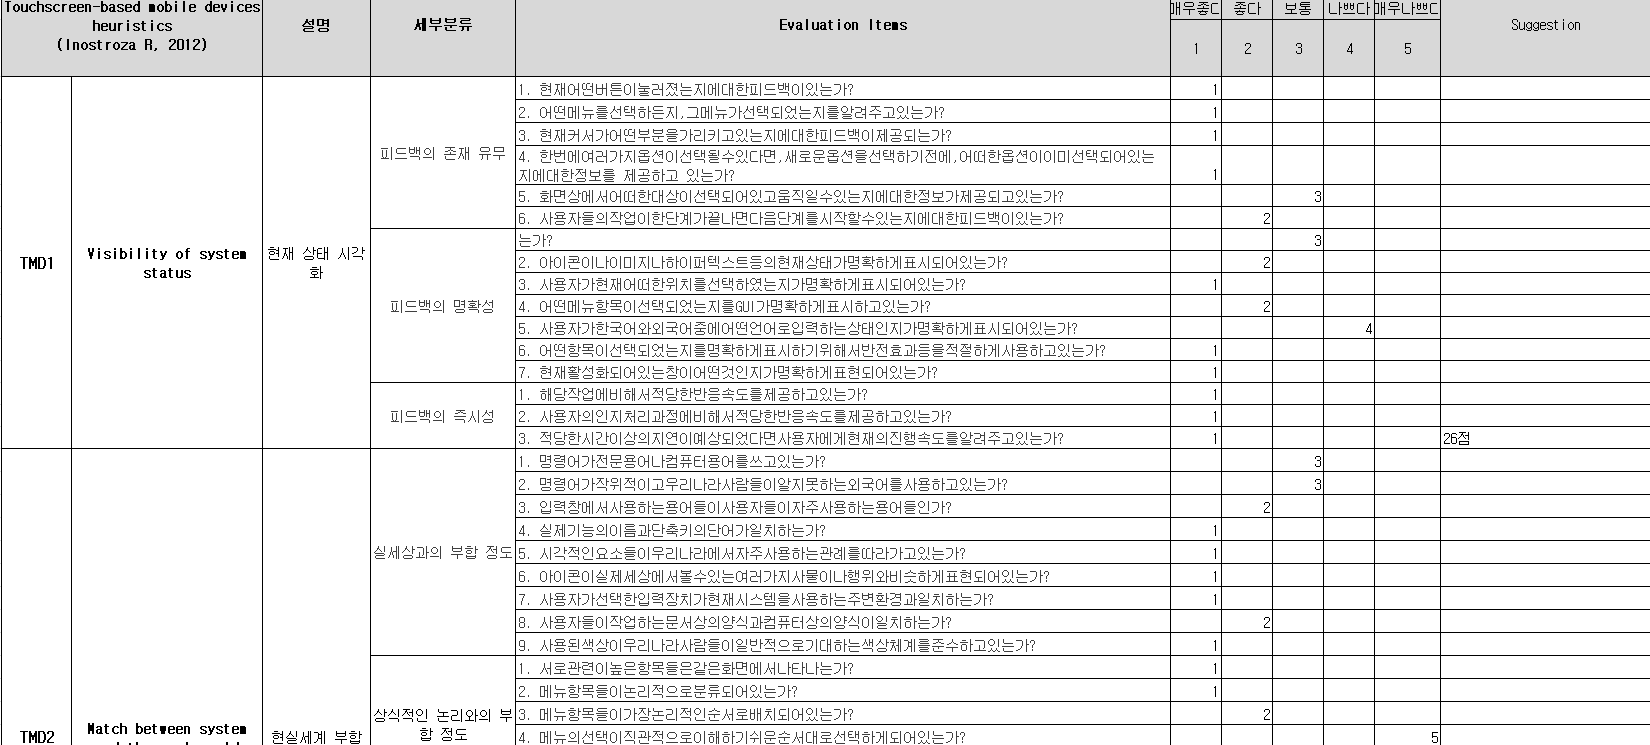 Touchscreen-based mobile devices
heuristics
(Inostroza R, 2012)
설명
세부분류
Evaluation Items
매우좋다
좋다
보통
나쁘다
매우나쁘다
Suggestion
1
2
3
4
5
TMD1
Visibility of system
status
현재 상태 시각
화
피드백의 존재 유무
1. 현재어떤버튼이눌러졌는지에대한피드백이있는가? 1
2. 어떤메뉴를선택하든지,그메뉴가선택되었는지를알려주고있는가? 1
3. 현재커서가어떤부분을가리키고있는지에대한피드백이제공되는가? 1
4. 한번에여러가지옵션이선택될수있다면,새로운옵션을선택하기전에,어떠한옵션이이미선택되어있는
지에대한정보를 제공하고 있는가? 1
5. 화면상에서어떠한대상이선택되어있고움직일수있는지에대한정보가제공되고있는가? 3
6. 사용자들의작업이한단계가끝나면다음단계를시작할수있는지에대한피드백이있는가? 2
피드백의 명확성
는가? 3
2. 아이콘이나이미지나하이퍼텍스트등의현재상태가명확하게표시되어있는가? 2
3. 사용자가현재어떠한위치를선택하였는지가명확하게표시되어있는가? 1
4. 어떤메뉴항목이선택되었는지를GUI가명확하게표시하고있는가? 2
5. 사용자가한국어와외국어중에어떤언어로입력하는상태인지가명확하게표시되어있는가? 4
6. 어떤항목이선택되었는지를명확하게표시하기위해서반전효과등을적절하게사용하고있는가? 1
7. 현재활성화되어있는창이어떤것인지가명확하게표현되어있는가? 1
피드백의 즉시성
1. 해당작업에비해서적당한반응속도를제공하고있는가? 1
2. 사용자의인지처리과정에비해서적당한반응속도를제공하고있는가? 1
3. 적당한시간이상의지연이예상되었다면사용자에게현재의진행속도를알려주고있는가? 1 26점
TMD2
Match between system
현실세계 부합
실세상과의 부합 정도
1. 명령어가전문용어나컴퓨터용어를쓰고있는가? 3
2. 명령어가작위적이고우리나라사람들이알지못하는외국어를사용하고있는가? 3
3. 입력창에서사용하는용어들이사용자들이자주사용하는용어들인가? 2
4. 실제기능의이름과단축키의단어가일치하는가? 1
5. 시각적인요소들이우리나라에서자주사용하는관례를따라가고있는가? 1
6. 아이콘이실제세상에서볼수있는여러가지사물이나행위와비슷하게표현되어있는가? 1
7. 사용자가선택한입력장치가현재시스템을사용하는주변환경과일치하는가? 1
8. 사용자들이작업하는문서상의양식과컴퓨터상의양식이일치하는가? 2
9. 사용된색상이우리나라사람들이일반적으로기대하는색상체계를준수하고있는가? 1
상식적인 논리와의 부
합 정도
1. 서로관련이높은항목들은같은화면에서나타나는가? 1
2. 메뉴항목들이논리적으로분류되어있는가? 1
3. 메뉴항목들이가장논리적인순서로배치되어있는가? 2
4. 메뉴의선택이직관적으로이해하기쉬운순서대로선택하게되어있는가? 5